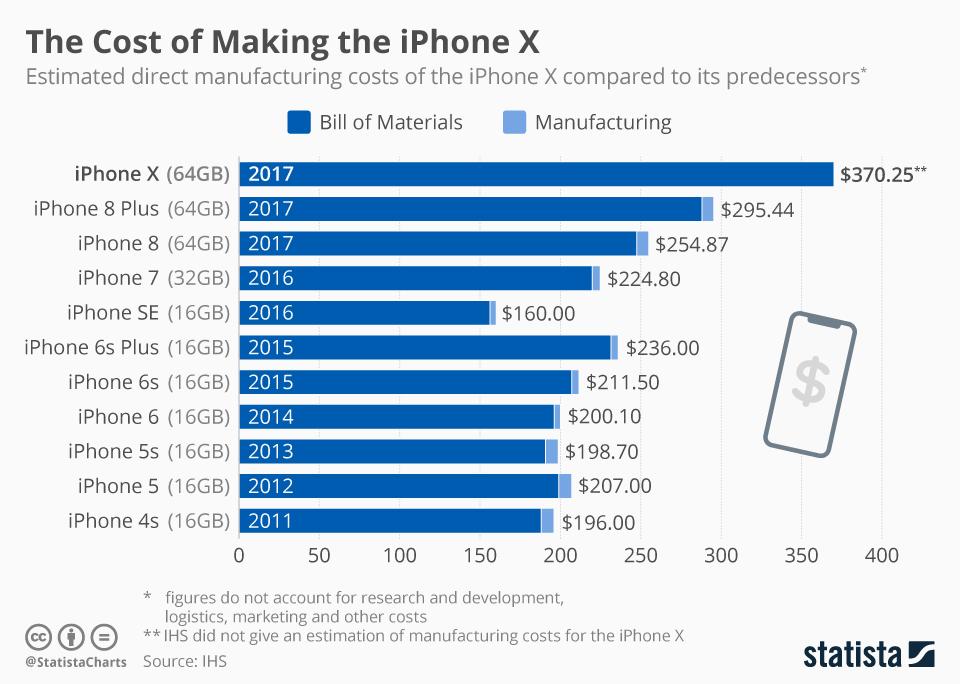 The Cost of Making the iPhone X
Estimated direct manufacturing costs of the iPhone X compared to its predecessors*
Bill of Materials Manufacturing
iPhone X (64GB) 2017 $370.25**
iPhone 8 Plus (64GB) 2017 $295.44
iPhone 8 (64GB) 2017 $254.87
iPhone 7 (32GB) 2016 $224.80
iPhone SE (16GB) 2016 $160.00
iPhone 6s Plus (16GB) 2015 $236.00
iPhone 6s (16GB) 2015 $211.50
iPhone 6 (16GB) 2014 $200.10
iPhone 5s (16GB) 2013 $198.70
iPhone 5 (16GB) 2012 $207.00
iPhone 4s (16GB) 2011 $196.00
0 50 100 150 200 250 300 350 400
$
* figures do not account for research and development,
logistics, marketing and other costs
** IHS did not give an estimation of manufacturing costs for the iPhone X
cc
@StatistaCharts Source: IHS
statista